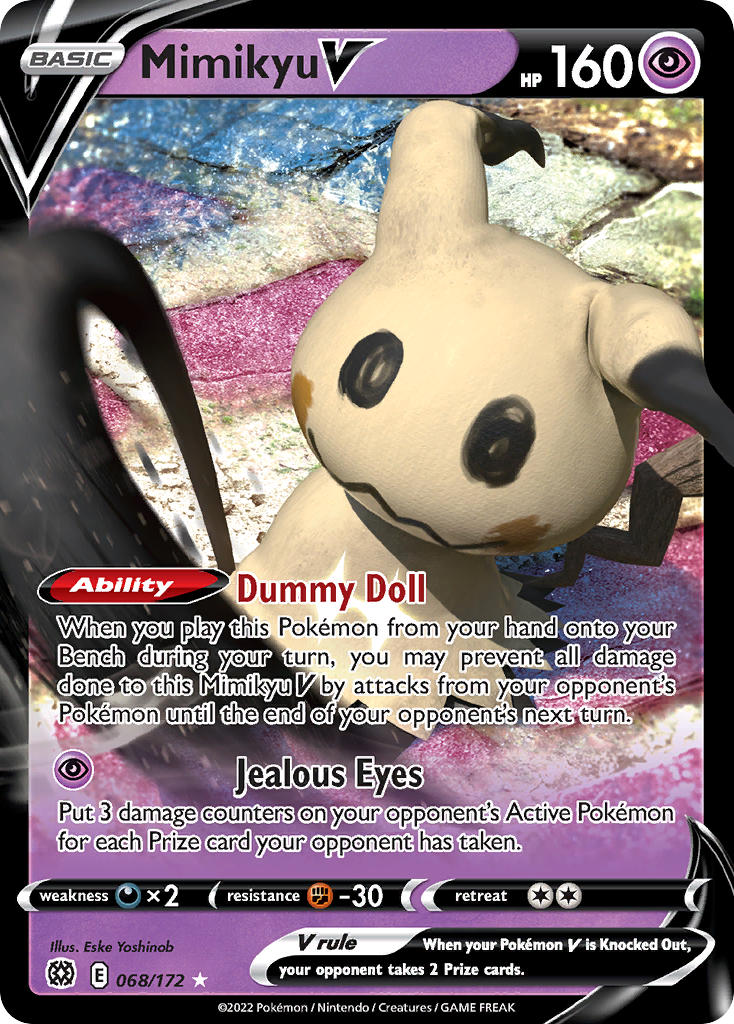 BASIC
Mimikyu V
HP 160
Ability Dummy Doll
When you play this Pokémon from your hand onto your
Bench during your turn, you may prevent all damage
done to this Mimikyu V by attacks from your opponent's
Pokémon until the end of your opponent's next turn.
Jealous Eyes
Put 3 damage counters on your opponent's Active Pokémon
for each Prize card your opponent has taken.
weakness ×2 resistance -30 retreat
Illus. Eske Yoshinob
V rule When your Pokémon V is Knocked Out,
your opponent takes 2 Prize cards.
E 068/172
©2022 Pokémon / Nintendo / Creatures / GAME FREAK